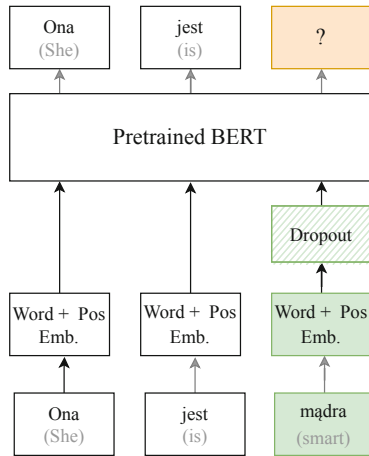 Ona
(She)
jest
(is)
?
Pretrained BERT
Dropout
Word + Pos
Emb.
Word + Pos
Emb.
Word + Pos
Emb.
Ona
(She)
jest
(is)
mądra
(smart)